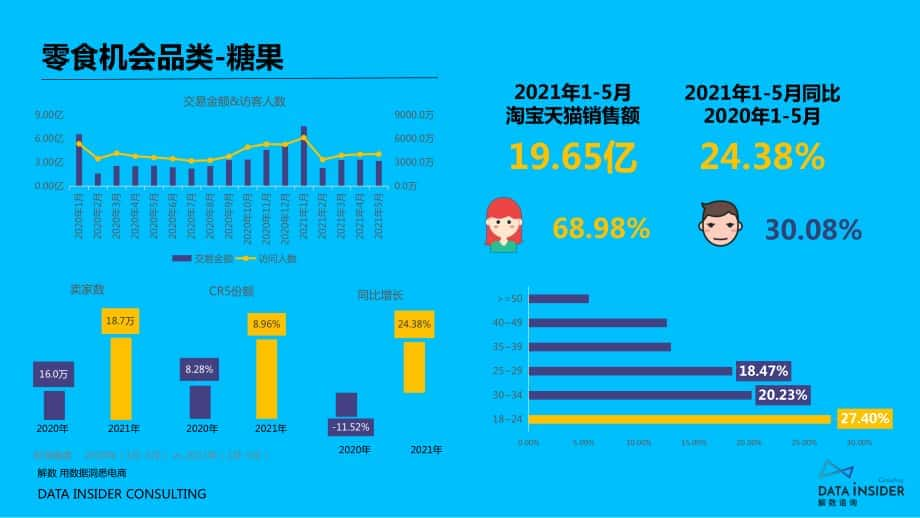 零食机会品类-糖果
交易金额&访客人数
9.00亿
6.00亿
3.00亿
0.00亿
9000.0万
6000.0万
3000.0万
0.0万
2020年1月
2020年2月
2020年3月
2020年4月
2020年5月
2020年6月
2020年7月
2020年8月
2020年9月
2020年10月
2020年11月
2020年12月
2021年1月
2021年2月
2021年3月
2021年4月
2021年5月
交易金额
访问人数
2021年1-5月
淘宝天猫销售额
19.65亿
2021年1-5月同比
2020年1-5月
24.38%
68.98%
30.08%
卖家数
16.0万
18.7万
2020年
2021年
CR5份额
8.28%
8.96%
2020年
2021年
同比增长
-11.52%
24.38%
2020年
2021年
>=50
40~49
35~39
25~29
18.47%
30~34
20.23%
18~24
27.40%
0.00%
5.00%
10.00%
15.00%
20.00%
25.00%
30.00%
解数 用数据洞悉电商
DATA INSIDER CONSULTING
Consulting
DATA iNSIDER
解数咨询